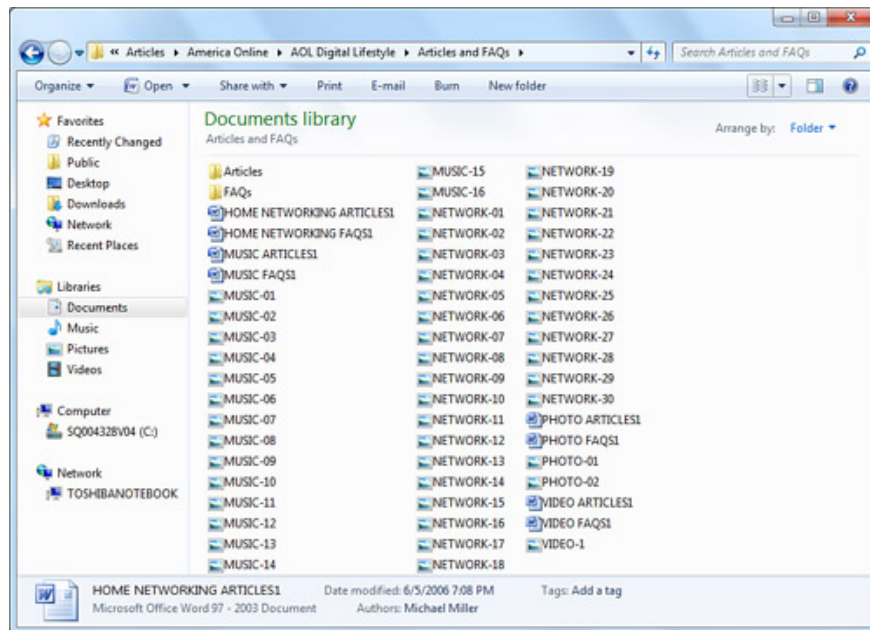 « Articles ▸ America Online ▸ AOL Digital Lifestyle ▸ Articles and FAQs ▸ Search Articles and FAQs
Organize Open Share with Print E-mail Burn New folder
Favorites
Recently Changed
Public
Desktop
Downloads
Network
Recent Places
Libraries
Documents
Music
Pictures
Videos
Computer
SQ004328V04 (C:)
Network
TOSHIBANOTEBOOK
Documents library
Articles and FAQs
Arrange by: Folder
Articles
FAQs
HOME NETWORKING ARTICLES1
HOME NETWORKING FAQS1
MUSIC ARTICLES1
MUSIC FAQS1
MUSIC-01
MUSIC-02
MUSIC-03
MUSIC-04
MUSIC-05
MUSIC-06
MUSIC-07
MUSIC-08
MUSIC-09
MUSIC-10
MUSIC-11
MUSIC-12
MUSIC-13
MUSIC-14
MUSIC-15
MUSIC-16
NETWORK-01
NETWORK-02
NETWORK-03
NETWORK-04
NETWORK-05
NETWORK-06
NETWORK-07
NETWORK-08
NETWORK-09
NETWORK-10
NETWORK-11
NETWORK-12
NETWORK-13
NETWORK-14
NETWORK-15
NETWORK-16
NETWORK-17
NETWORK-18
NETWORK-19
NETWORK-20
NETWORK-21
NETWORK-22
NETWORK-23
NETWORK-24
NETWORK-25
NETWORK-26
NETWORK-27
NETWORK-28
NETWORK-29
NETWORK-30
PHOTO ARTICLES1
PHOTO FAQS1
PHOTO-01
PHOTO-02
VIDEO ARTICLES1
VIDEO FAQS1
VIDEO-1
HOME NETWORKING ARTICLES1 Date modified: 6/5/2006 7:08 PM Tags: Add a tag
Microsoft Office Word 97 - 2003 Document Authors: Michael Miller